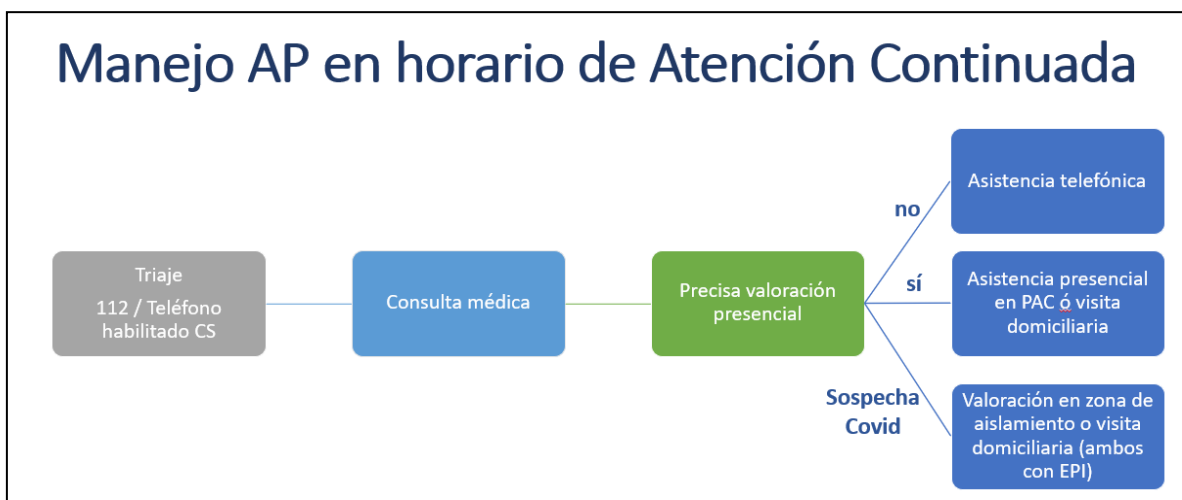 Manejo AP en horario de Atención Continuada
Triaje
112 / Teléfono
habilitado CS
Consulta médica
Precisa valoración
presencial
no
Asistencia telefónica
sí
Asistencia presencial
en PAC ó visita
domiciliaria
Sospecha
Covid
Valoración en zona de
aislamiento o visita
domiciliaria (ambos
con EPI)